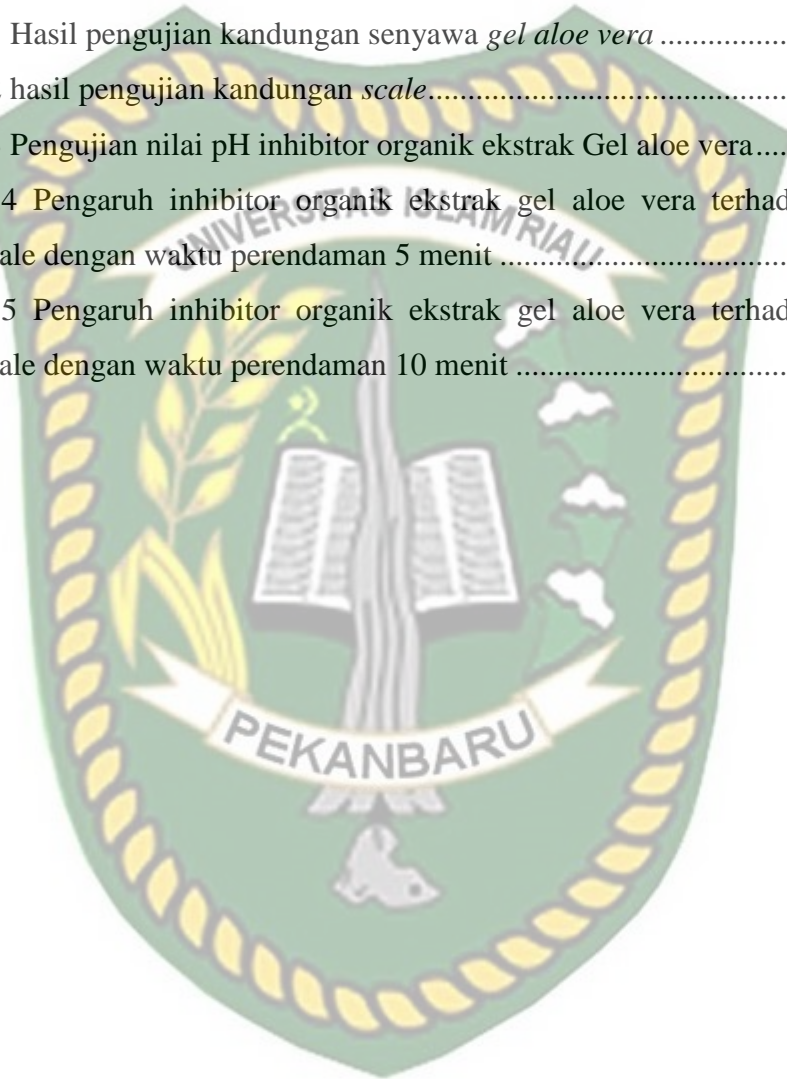 Hasil pengujian kandungan senyawa gel aloe vera ..................
hasil pengujian kandungan scale...............................................
Pengujian nilai pH inhibitor organik ekstrak Gel aloe vera.....
4 Pengaruh inhibitor organik ekstrak gel aloe vera terhad
ale dengan waktu perendaman 5 menit ......................................
5 Pengaruh inhibitor organik ekstrak gel aloe vera terhad
ale dengan waktu perendaman 10 menit ....................................
UNIVERSITAS ISLAM RIAU
PEKANBARU